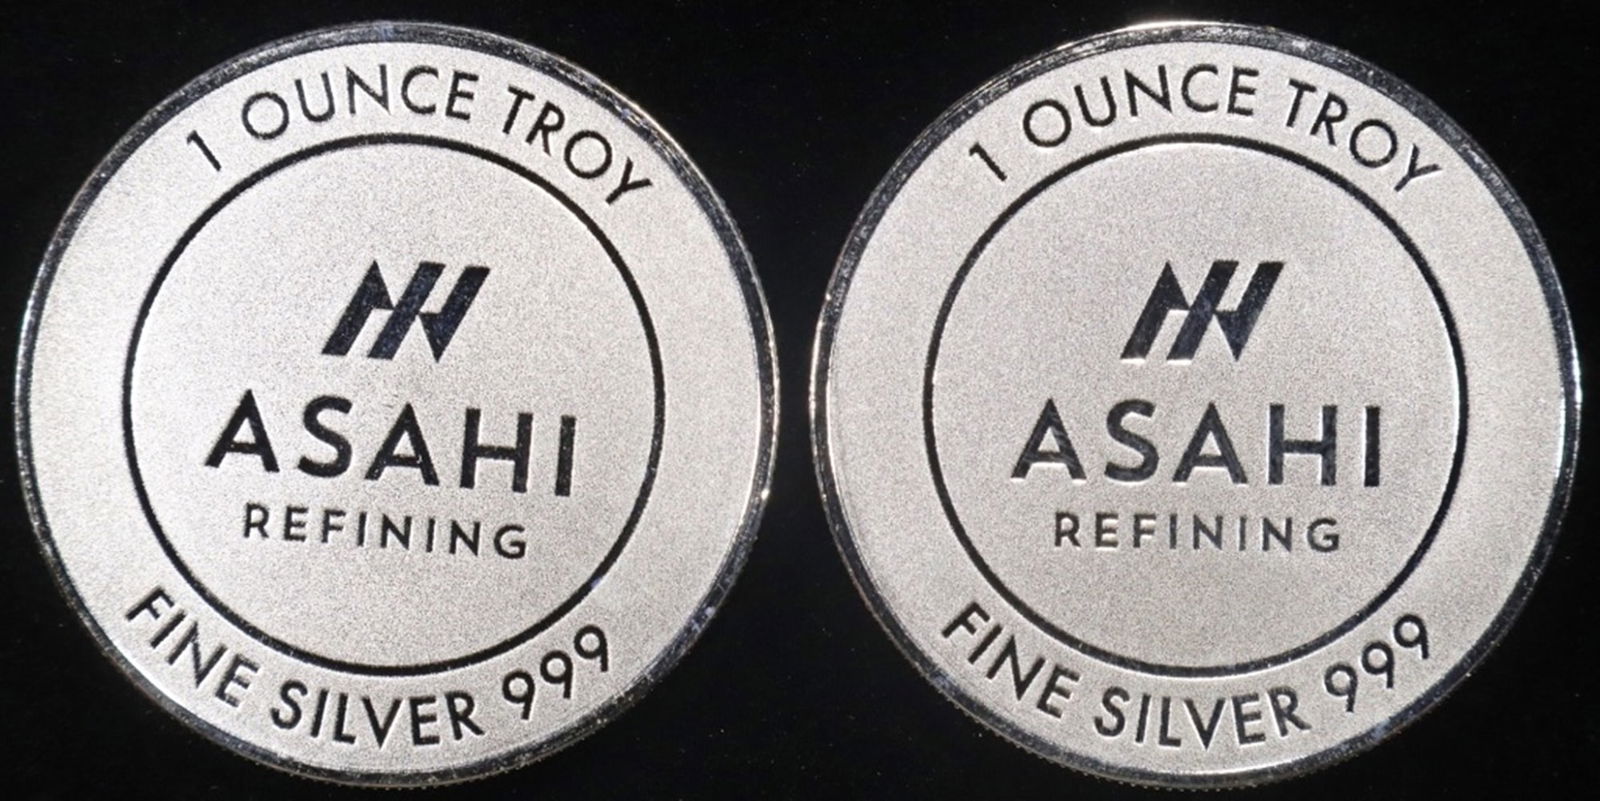 1 OUNCE TROY
ASAHI
REFINING
FINE SILVER 999
1 OUNCE TROY
ASAHI
REFINING
FINE SILVER 999